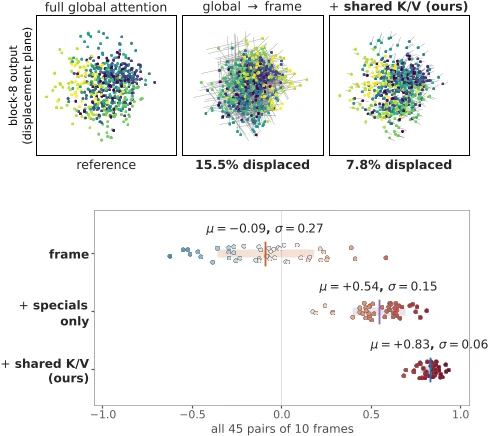 full global attention
global → frame
+ shared K/V (ours)
block-8 output
(displacement plane)
reference
15.5% displaced
7.8% displaced
μ = −0.09, σ = 0.27
frame
μ = +0.54, σ = 0.15
+ specials
only
μ = +0.83, σ = 0.06
+ shared K/V
(ours)
−1.0
−0.5
0.0
0.5
1.0
all 45 pairs of 10 frames